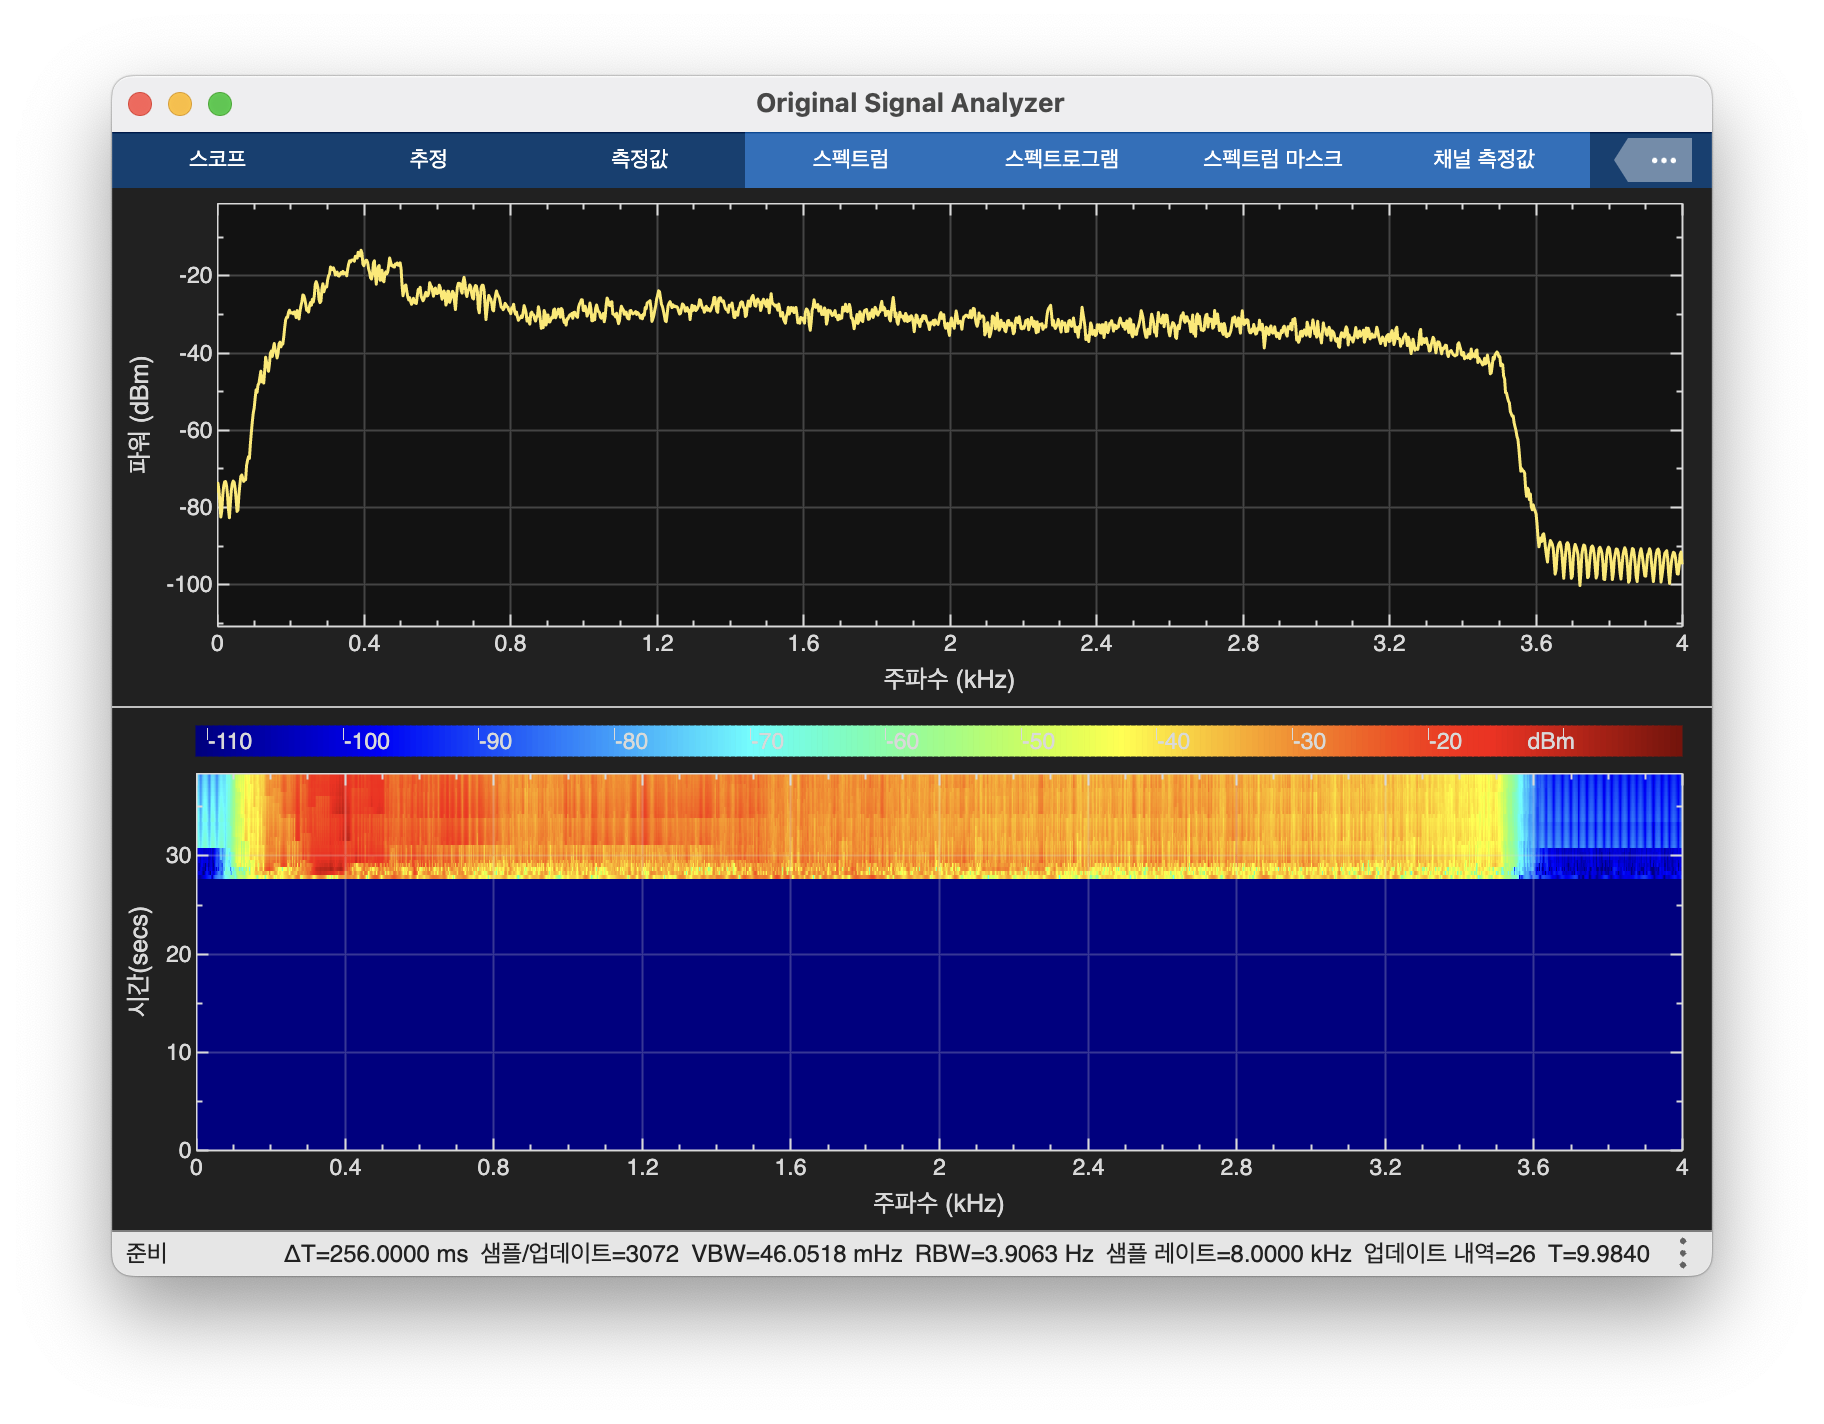 Original Signal Analyzer
스코프 추정 측정값 스펙트럼 스펙트로그램 스펙트럼 마스크 채널 측정값
-20
-40
-60
-80
-100
파워 (dBm)
0 0.4 0.8 1.2 1.6 2 2.4 2.8 3.2 3.6 4
주파수 (kHz)
-110 -100 -90 -80 -70 -60 -50 -40 -30 -20 dBm
30
20
10
0
시간(secs)
0 0.4 0.8 1.2 1.6 2 2.4 2.8 3.2 3.6 4
주파수 (kHz)
준비 ΔT=256.0000 ms 샘플/업데이트=3072 VBW=46.0518 mHz RBW=3.9063 Hz 샘플 레이트=8.0000 kHz 업데이트 내역=26 T=9.9840